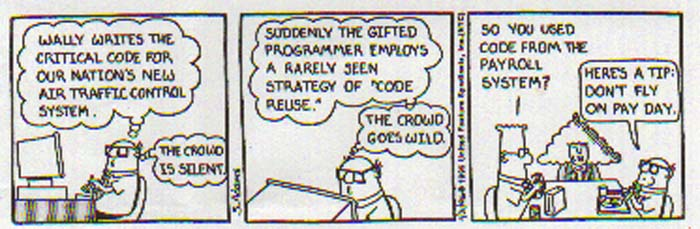 WALLY WRITES THE
CRITICAL CODE FOR
OUR NATION'S NEW
AIR TRAFFIC CONTROL
SYSTEM.
THE CROWD
IS SILENT.
S. Adams
SUDDENLY THE GIFTED
PROGRAMMER EMPLOYS
A RARELY SEEN
STRATEGY OF "CODE
REUSE."
THE CROWD
GOES WILD.
United Feature Syndicate, Inc. (NYC)
SO YOU USED
CODE FROM THE
PAYROLL
SYSTEM?
HERE'S A TIP:
DON'T FLY
ON PAY DAY.